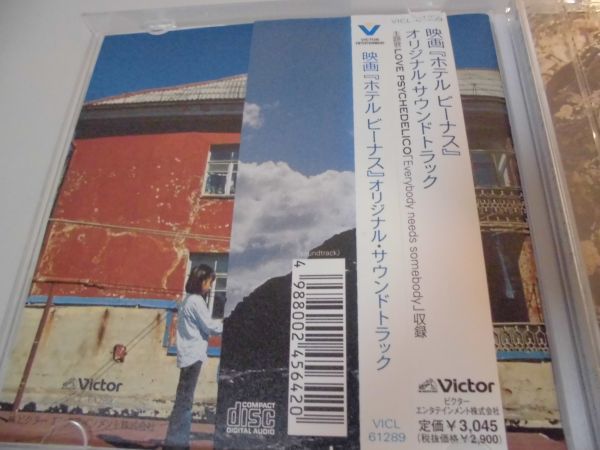 VICTOR
ENTERTAINMENT
映画『ホテル ビーナス』オリジナル・サウンドトラック
VICL
61289
映画『ホテル ビーナス』
オリジナル・サウンドトラック
主題歌LOVE PSYCHEDELICO「Everybody needs somebody」収録
Victor
ビクター
エンタテインメント株式会社
定価￥3,045
(税抜価格￥2,900)
4 988002 456420
COMPACT
disc
DIGITAL AUDIO
Victor